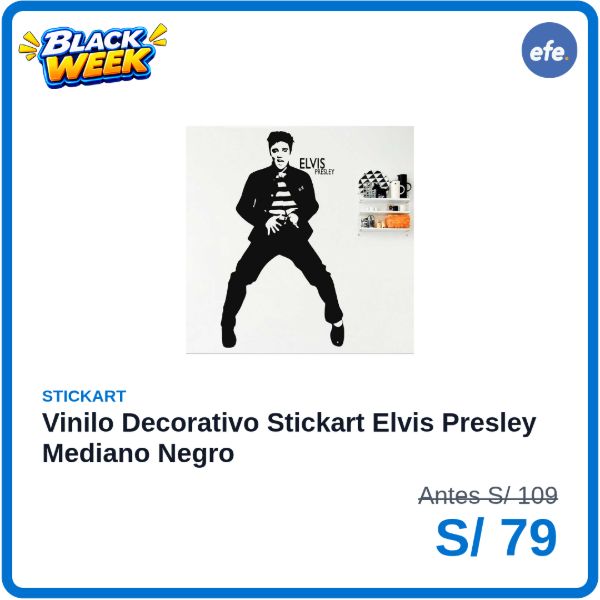 BLACK
WEEK
efe.
ELVIS
PRESLEY
STICKART
Vinilo Decorativo Stickart Elvis Presley
Mediano Negro
Antes S/ 109
S/ 79